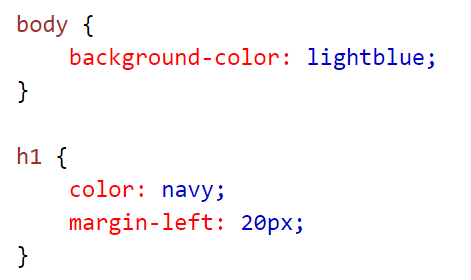 body {
    background-color: lightblue;
}

h1 {
    color: navy;
    margin-left: 20px;
}